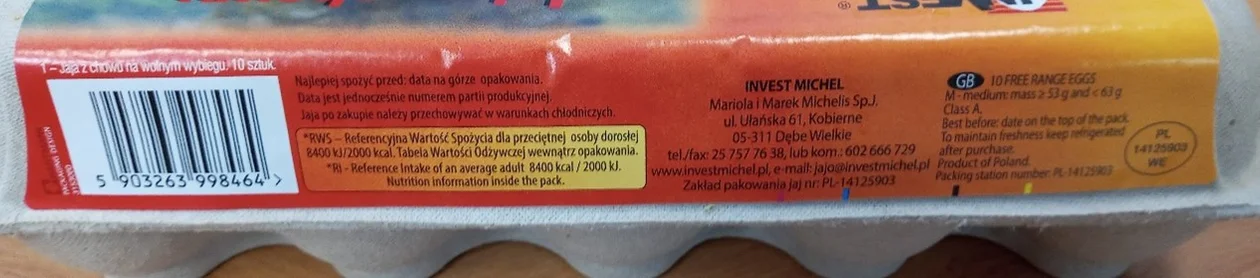 VEST ®
1 - Jaja z chowu na wolnym wybiegu. 10 sztuk.
5 903263 998464 >
Najlepiej spożyć przed: data na górze opakowania.
Data jest jednocześnie numerem partii produkcyjnej.
Jaja po zakupie należy przechowywać w warunkach chłodniczych.
*RWS – Referencyjna Wartość Spożycia dla przeciętnej osoby dorosłej
8400 kJ/2000 kcal. Tabela Wartości Odżywczej wewnątrz opakowania.
*RI - Reference Intake of an average adult 8400 kcal / 2000 kJ.
Nutrition information inside the pack.
INVEST MICHEL
Mariola i Marek Michelis Sp.J.
ul. Ułańska 61, Kobierne
05-311 Dębe Wielkie
tel./fax: 25 757 76 38, lub kom.: 602 666 729
www.investmichel.pl, e-mail: jajo@investmichel.pl
Zakład pakowania jaj nr: PL-14125903
GB 10 FREE RANGE EGGS
M - medium: mass ≥ 53 g and < 63 g
Class A.
Best before: date on the top of the pack.
To maintain freshness keep refrigerated
after purchase.
Product of Poland.
Packing station number: PL-14125903
PL
14125903
WE